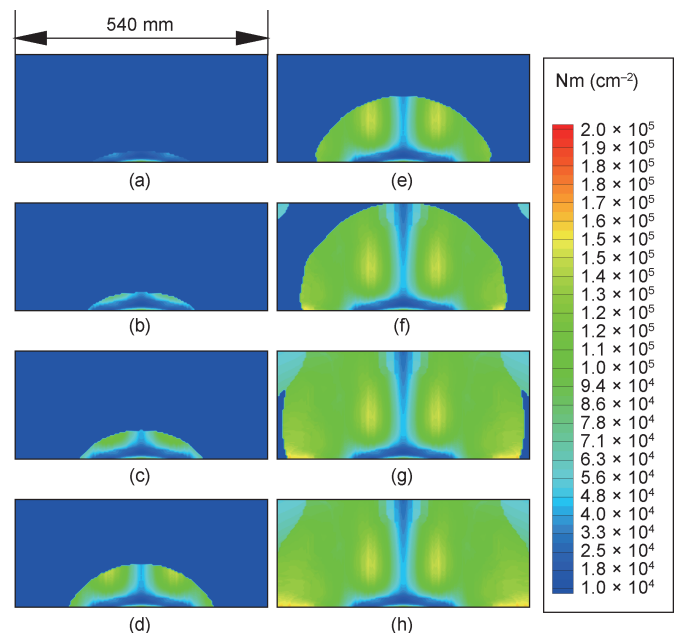 540 mm
(a)
(b)
(c)
(d)
(e)
(f)
(g)
(h)
Nm (cm⁻²)
2.0 × 10⁵
1.9 × 10⁵
1.8 × 10⁵
1.8 × 10⁵
1.6 × 10⁵
1.5 × 10⁵
1.5 × 10⁵
1.4 × 10⁵
1.3 × 10⁵
1.2 × 10⁵
1.2 × 10⁵
1.1 × 10⁵
1.0 × 10⁵
9.4 × 10⁴
8.6 × 10⁴
7.8 × 10⁴
7.1 × 10⁴
6.3 × 10⁴
5.6 × 10⁴
4.8 × 10⁴
4.0 × 10⁴
3.3 × 10⁴
2.5 × 10⁴
1.8 × 10⁴
1.0 × 10⁴